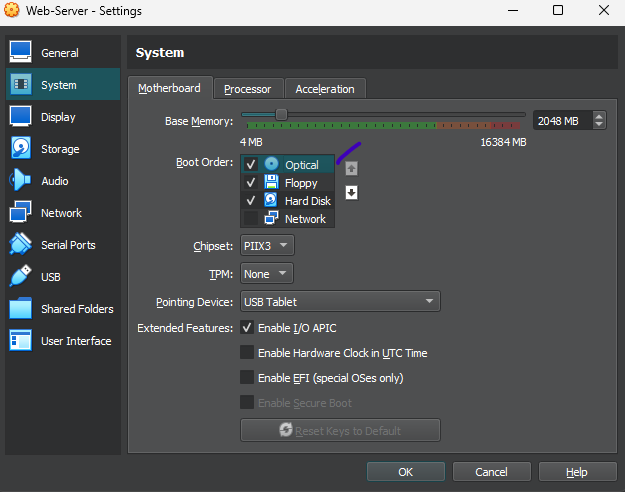 Web-Server - Settings
General
System
Display
Storage
Audio
Network
Serial Ports
USB
Shared Folders
User Interface
System
Motherboard Processor Acceleration
Base Memory: 2048 MB
4 MB 16384 MB
Boot Order: Optical
Floppy
Hard Disk
Network
Chipset: PIIX3
TPM: None
Pointing Device: USB Tablet
Extended Features: Enable I/O APIC
Enable Hardware Clock in UTC Time
Enable EFI (special OSes only)
Enable Secure Boot
Reset Keys to Default
OK Cancel Help